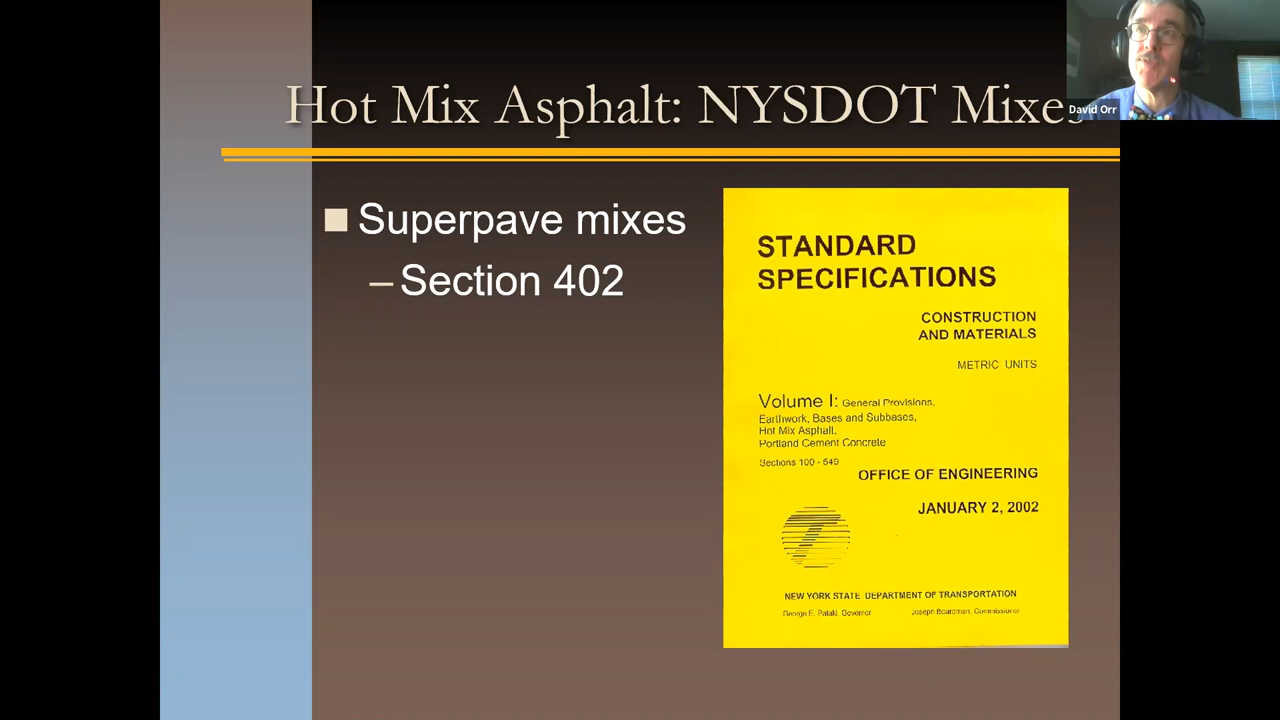 Hot Mix Asphalt: NYSDOT Mixes
David Orr
Superpave mixes
–Section 402
STANDARD
SPECIFICATIONS
CONSTRUCTION
AND MATERIALS
METRIC UNITS
Volume I: General Provisions,
Earthwork, Bases and Subbases,
Hot Mix Asphalt,
Portland Cement Concrete
Sections 100 - 649
OFFICE OF ENGINEERING
JANUARY 2, 2002
NEW YORK STATE DEPARTMENT OF TRANSPORTATION
George E. Pataki, Governor
Joseph Boardman, Commissioner